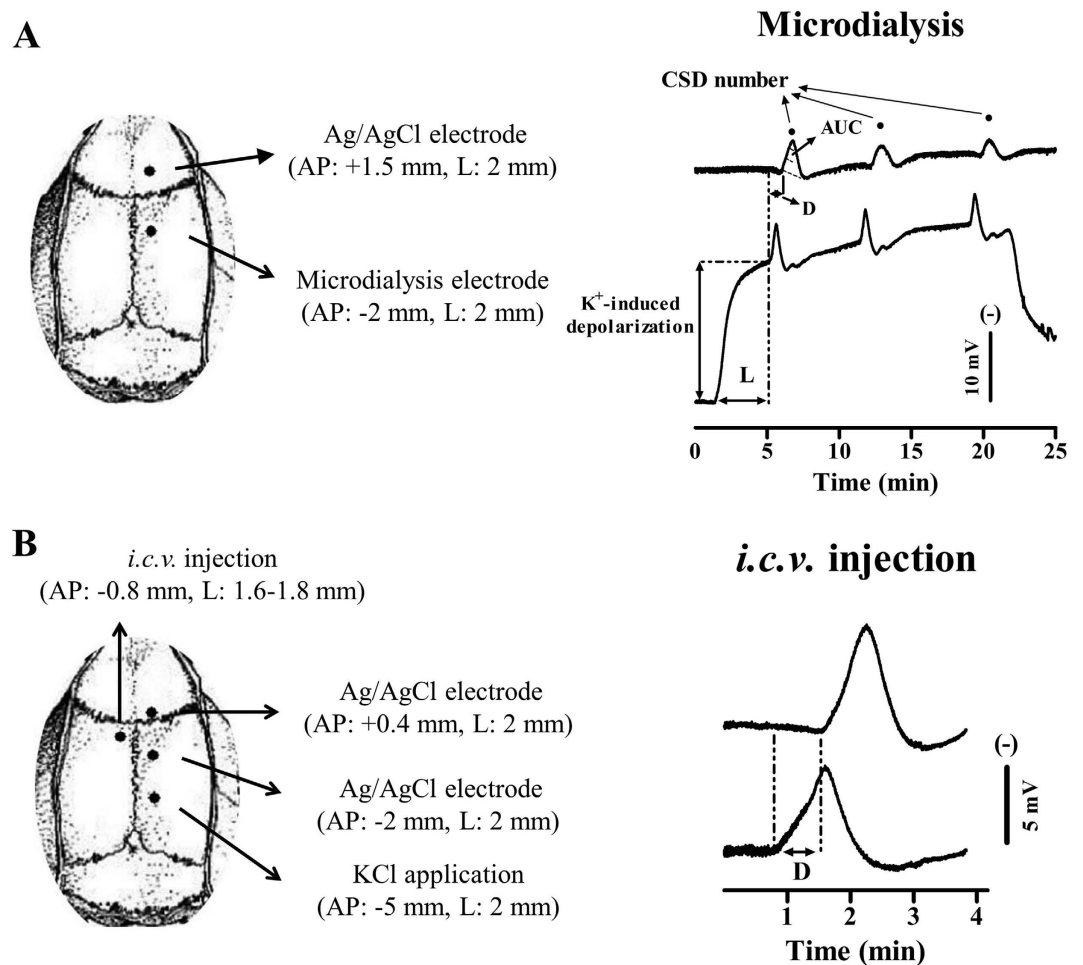 A
Microdialysis
CSD number
AUC
Ag/AgCl electrode
(AP: +1.5 mm, L: 2 mm)
D
Microdialysis electrode
(AP: -2 mm, L: 2 mm)
K+-induced
depolarization
L
(-)
10 mV
0 5 10 15 20 25
Time (min)
B
i.c.v. injection
(AP: -0.8 mm, L: 1.6-1.8 mm)
i.c.v. injection
Ag/AgCl electrode
(AP: +0.4 mm, L: 2 mm)
Ag/AgCl electrode
(AP: -2 mm, L: 2 mm)
KCl application
(AP: -5 mm, L: 2 mm)
(-)
5 mV
D
1 2 3 4
Time (min)